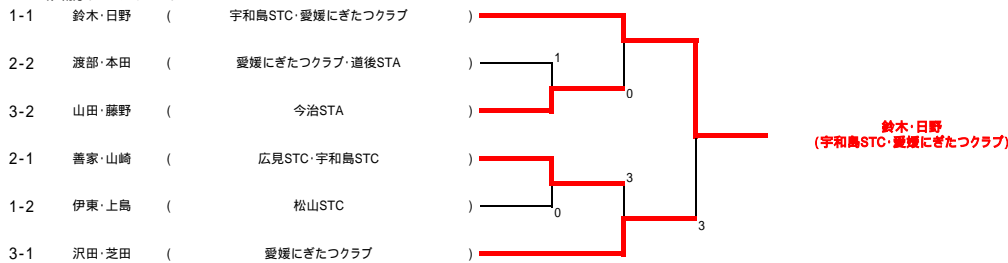 1-1 鈴木・日野 ( 宇和島STC・愛媛にぎたつクラブ )
2-2 渡部・本田 ( 愛媛にぎたつクラブ・道後STA ) 1
0
3-2 山田・藤野 ( 今治STA )
鈴木・日野
(宇和島STC・愛媛にぎたつクラブ)
2-1 善家・山崎 ( 広見STC・宇和島STC )
3
1-2 伊東・上島 ( 松山STC ) 0
3
3-1 沢田・芝田 ( 愛媛にぎたつクラブ )